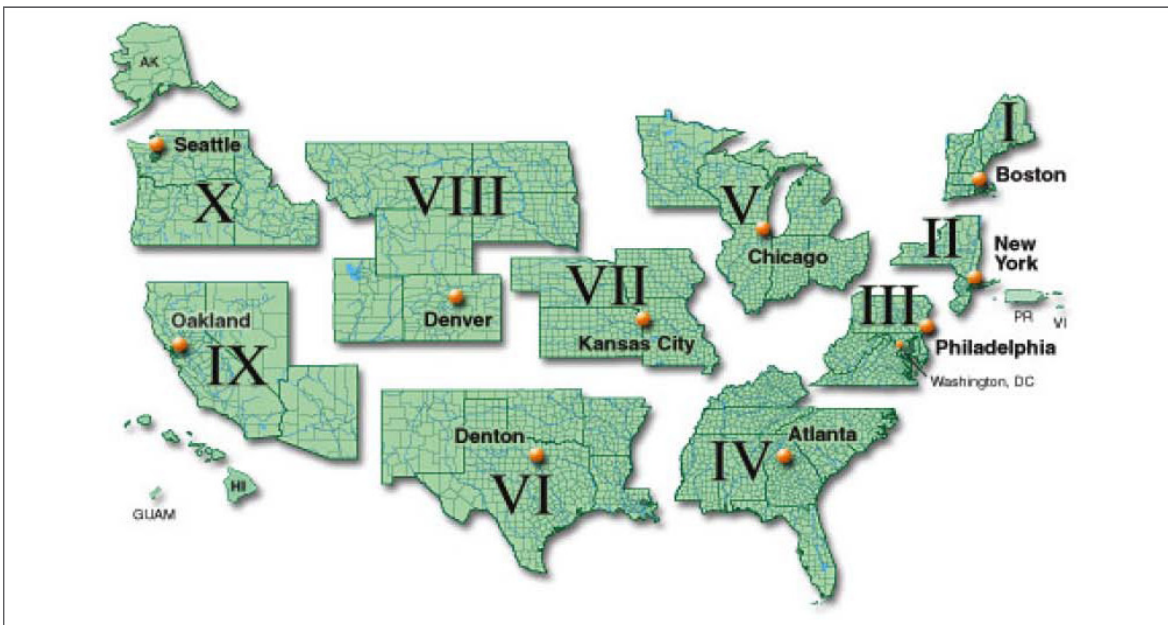 AK
Seattle
X
VIII
V
Chicago
I
Boston
II
New
York
PR
VI
III
Philadelphia
Washington, DC
Oakland
IX
Denver
VII
Kansas City
HI
GUAM
Denton
VI
IV
Atlanta